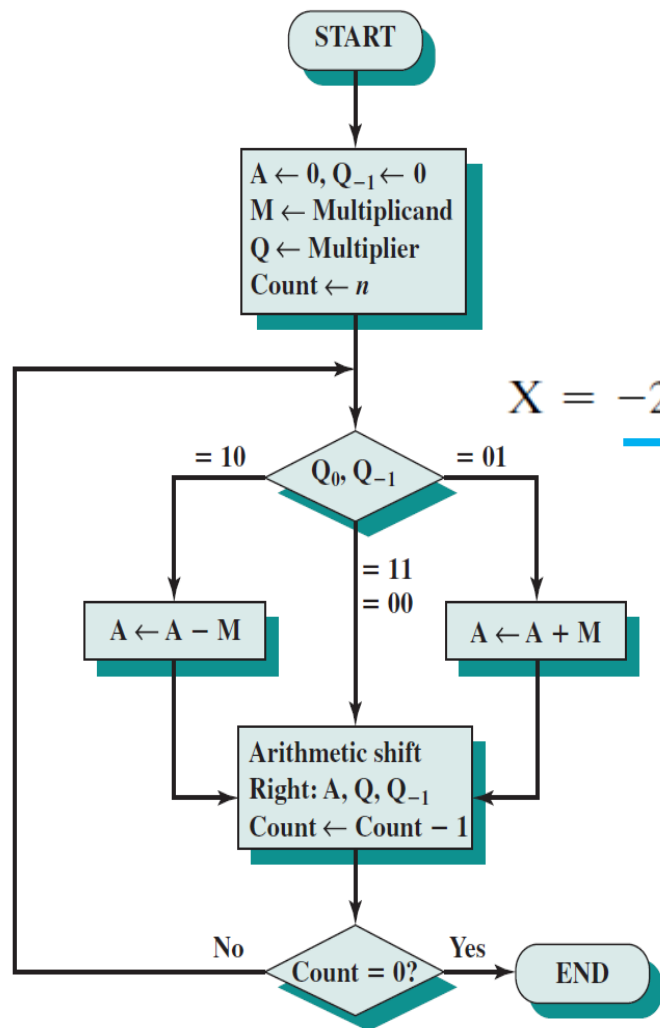 START
A ← 0, Q₋₁ ← 0
M ← Multiplicand
Q ← Multiplier
Count ← n
X = −2
= 10
Q₀, Q₋₁
= 01
= 11
= 00
A ← A − M
A ← A + M
Arithmetic shift
Right: A, Q, Q₋₁
Count ← Count − 1
No
Count = 0?
Yes
END